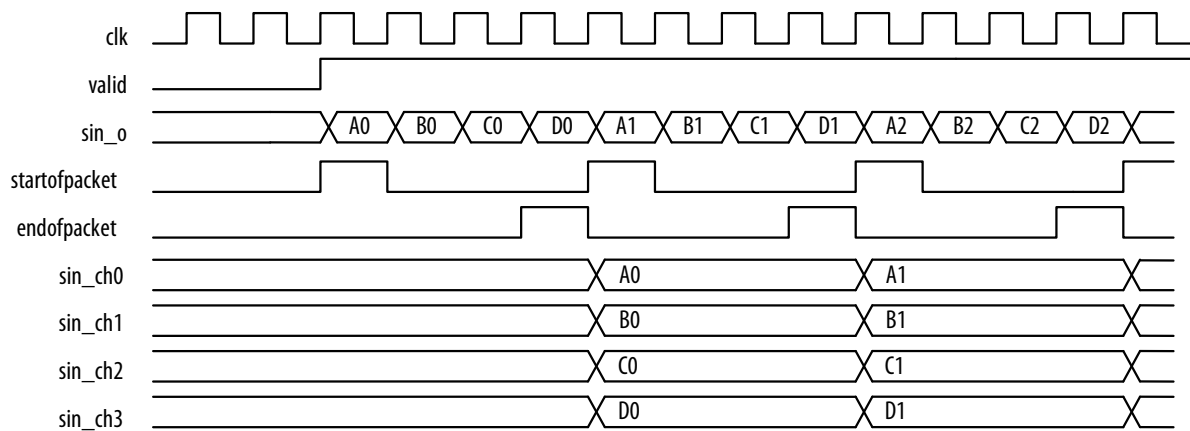 clk
valid
sin_o A0 B0 C0 D0 A1 B1 C1 D1 A2 B2 C2 D2
startofpacket
endofpacket
sin_ch0 A0 A1
sin_ch1 B0 B1
sin_ch2 C0 C1
sin_ch3 D0 D1